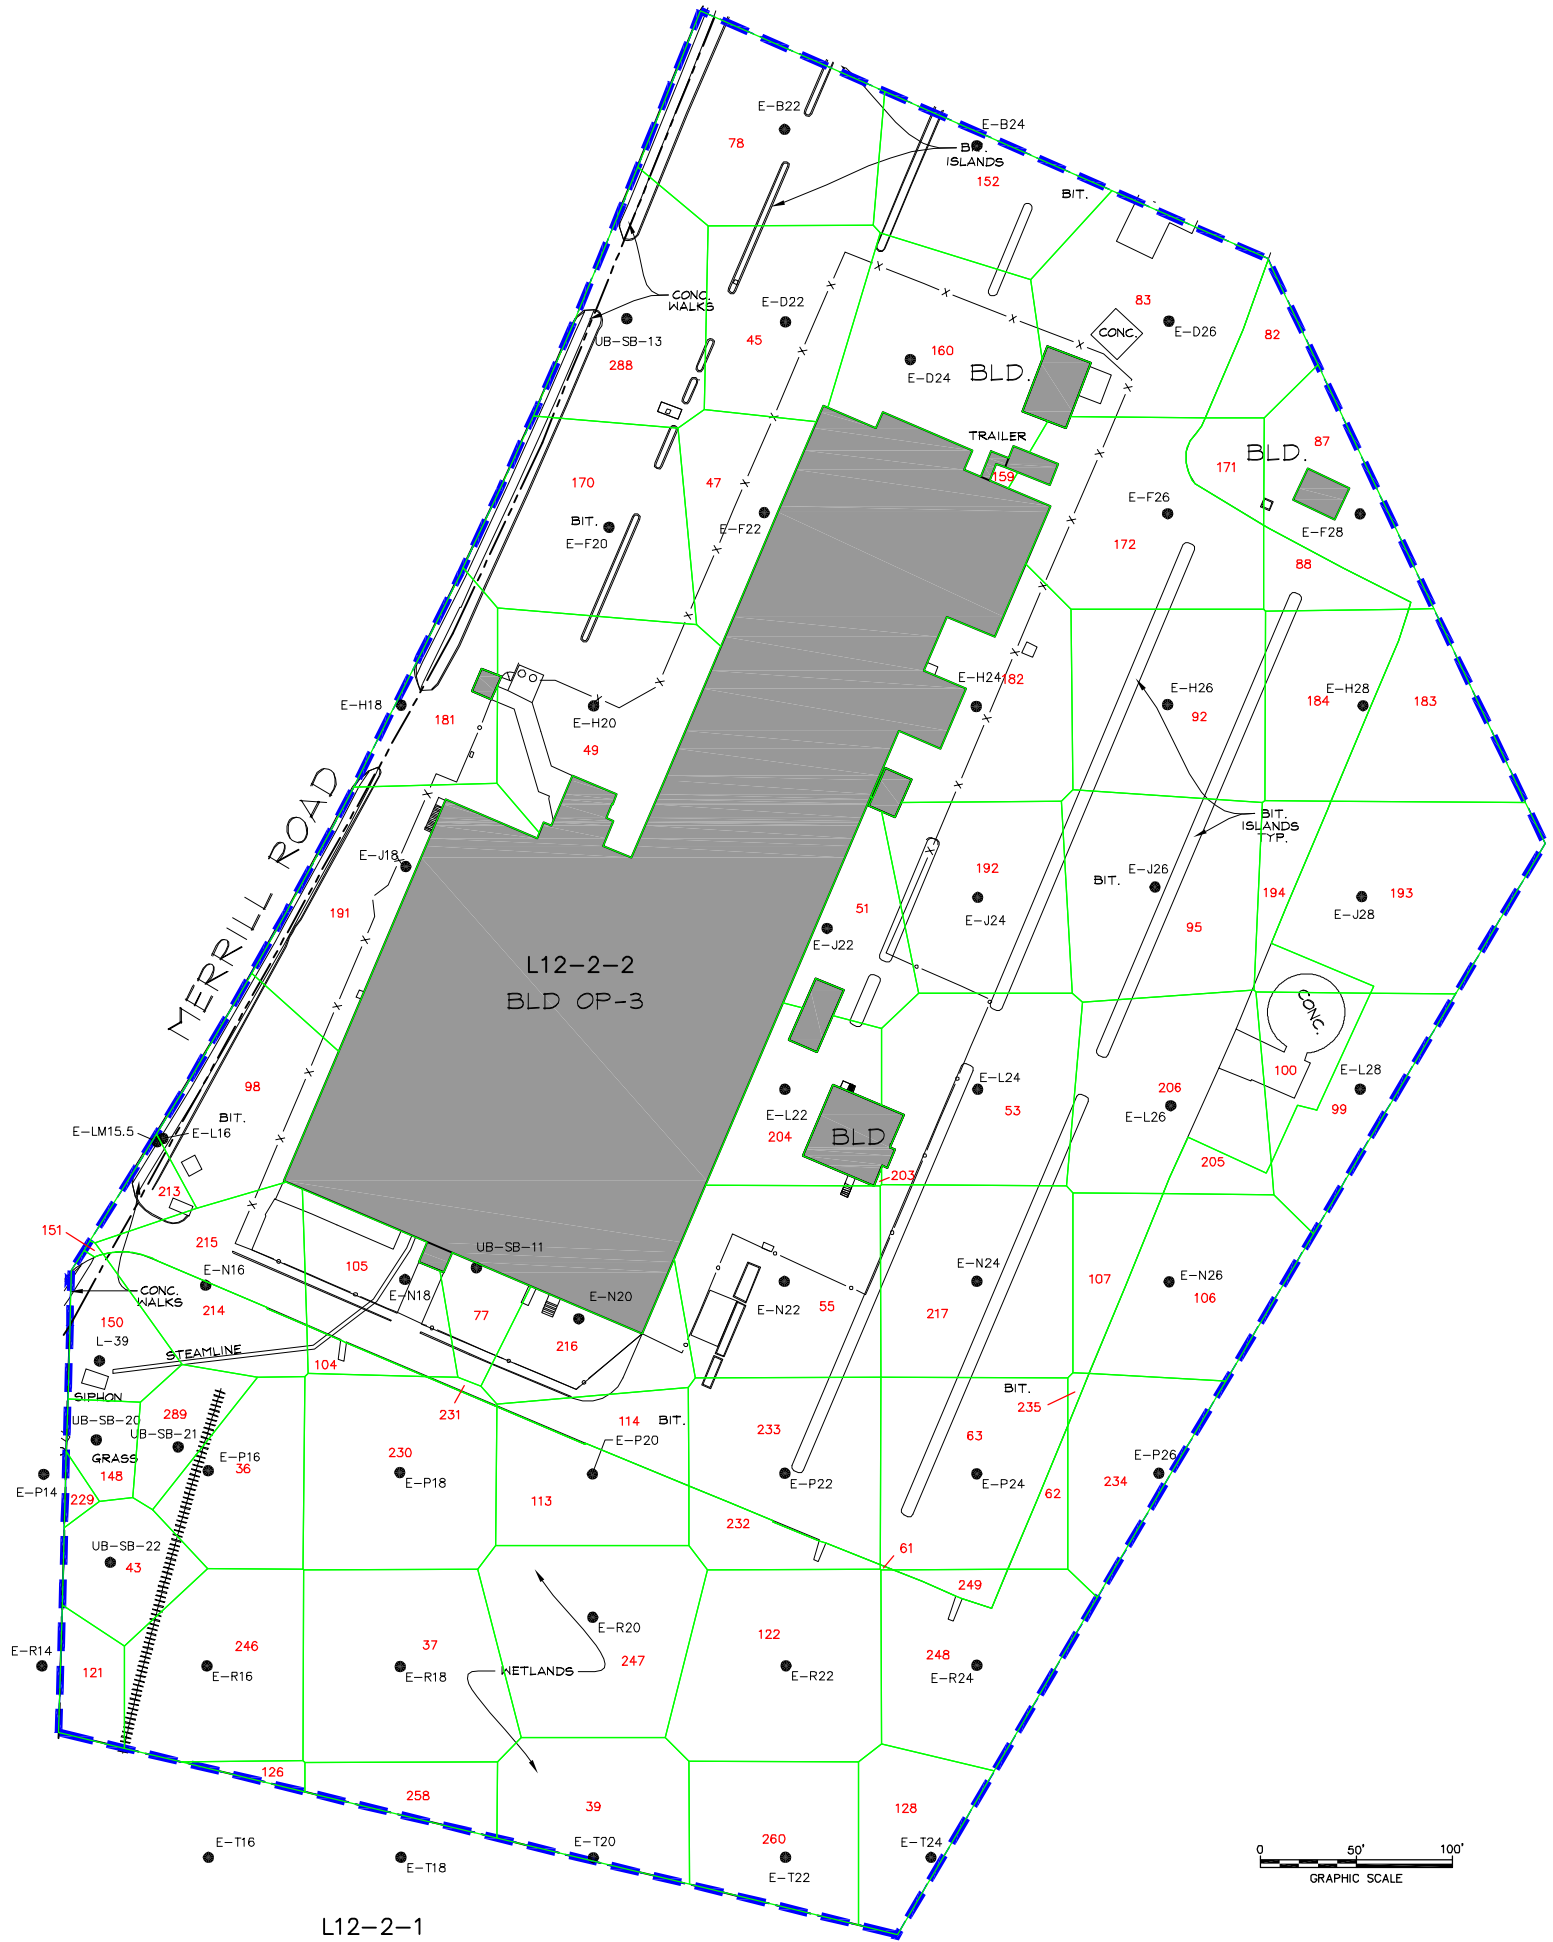 E-B22
E-B24
78
BIT.
ISLANDS
152
BIT.
CONC.
WALKS
E-D22
83
UB-SB-13
45
CONC.
E-D26
82
288
160
E-D24
BLD.
TRAILER
87
BLD.
170
47
159
171
BIT.
E-F20
E-F22
E-F26
E-F28
172
88
E-H18
181
E-H20
49
E-H24
182
E-H26
92
E-H28
184
183
MERRILL ROAD
BIT.
ISLANDS
TYP.
E-J18
192
BIT.
E-J26
191
51
E-J24
194
193
E-J28
E-J22
95
L12-2-2
BLD OP-3
CONC.
98
BIT.
E-L24
100
E-L28
53
206
E-L26
99
E-LM15.5
E-L16
E-L22
204
BLD
205
213
203
151
215
UB-SB-11
105
E-N16
214
CONC.
WALKS
E-N18
E-N20
E-N24
107
E-N26
106
E-N22
55
217
77
150
216
L-39
STEAMLINE
104
SIPHON
BIT.
235
231
UB-SB-20
289
UB-SB-21
114
BIT.
233
63
GRASS
230
E-P20
E-P16
36
E-P26
148
E-P14
E-P18
E-P22
E-P24
234
229
113
62
232
UB-SB-22
43
61
249
E-R20
E-R14
246
37
122
121
E-R16
E-R18
WETLANDS
247
E-R22
248
E-R24
126
258
39
128
E-T16
260
E-T20
E-T24
E-T18
E-T22
0 50' 100'
GRAPHIC SCALE
L12-2-1